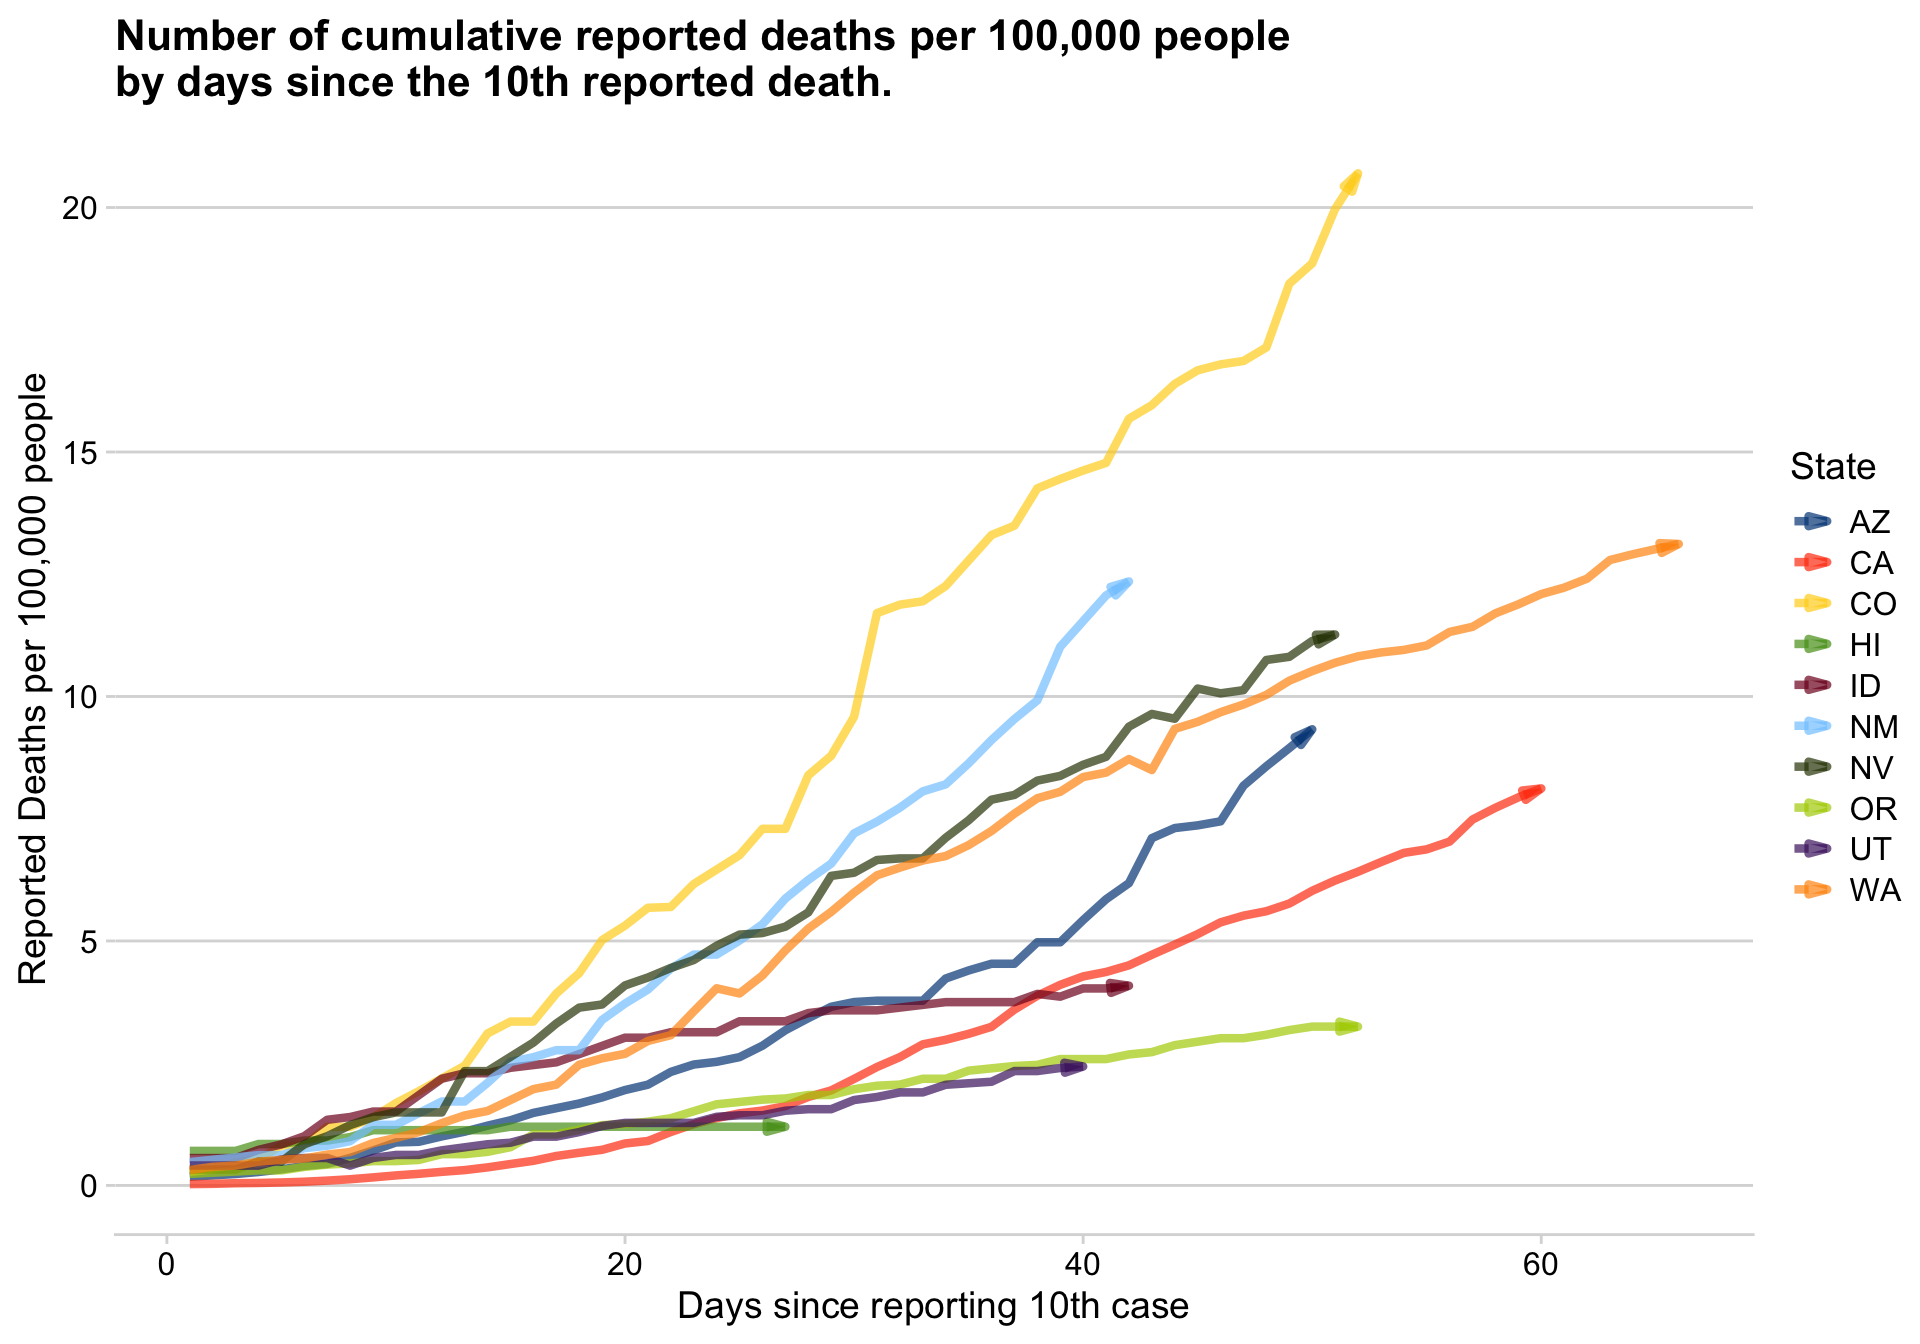 Number of cumulative reported deaths per 100,000 people
by days since the 10th reported death.
Reported Deaths per 100,000 people
20
15
10
5
0
0
20
40
60
Days since reporting 10th case
State
AZ
CA
CO
HI
ID
NM
NV
OR
UT
WA